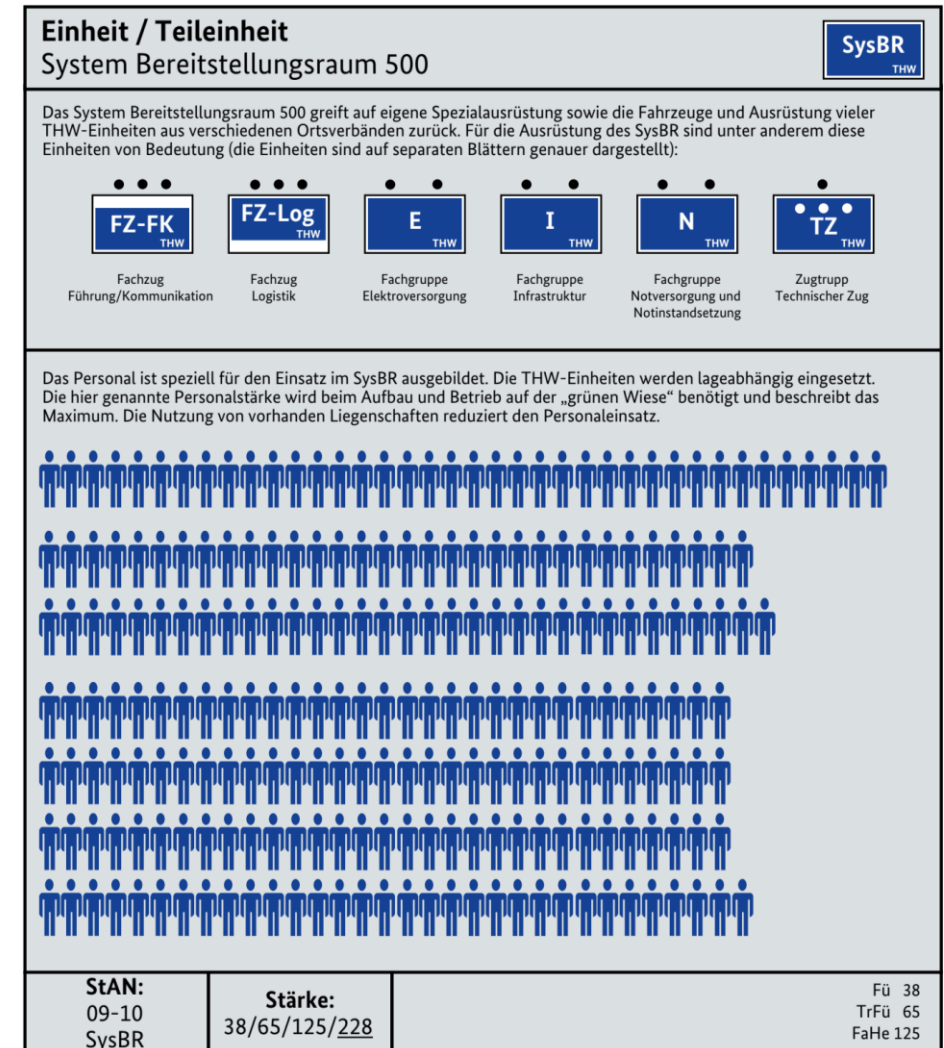 Einheit / Teileinheit
System Bereitstellungsraum 500
SysBR
THW
Das System Bereitstellungsraum 500 greift auf eigene Spezialausrüstung sowie die Fahrzeuge und Ausrüstung vieler
THW-Einheiten aus verschiedenen Ortsverbänden zurück. Für die Ausrüstung des SysBR sind unter anderem diese
Einheiten von Bedeutung (die Einheiten sind auf separaten Blättern genauer dargestellt):
FZ-FK
THW
Fachzug
Führung/Kommunikation
FZ-Log
THW
Fachzug
Logistik
E
THW
Fachgruppe
Elektroversorgung
I
THW
Fachgruppe
Infrastruktur
N
THW
Fachgruppe
Notversorgung und
Notinstandsetzung
TZ
THW
Zugtrupp
Technischer Zug
Das Personal ist speziell für den Einsatz im SysBR ausgebildet. Die THW-Einheiten werden lageabhängig eingesetzt.
Die hier genannte Personalstärke wird beim Aufbau und Betrieb auf der „grünen Wiese“ benötigt und beschreibt das
Maximum. Die Nutzung von vorhanden Liegenschaften reduziert den Personaleinsatz.
StAN:
09-10
SysBR
Stärke:
38/65/125/228
Fü 38
TrFü 65
FaHe 125